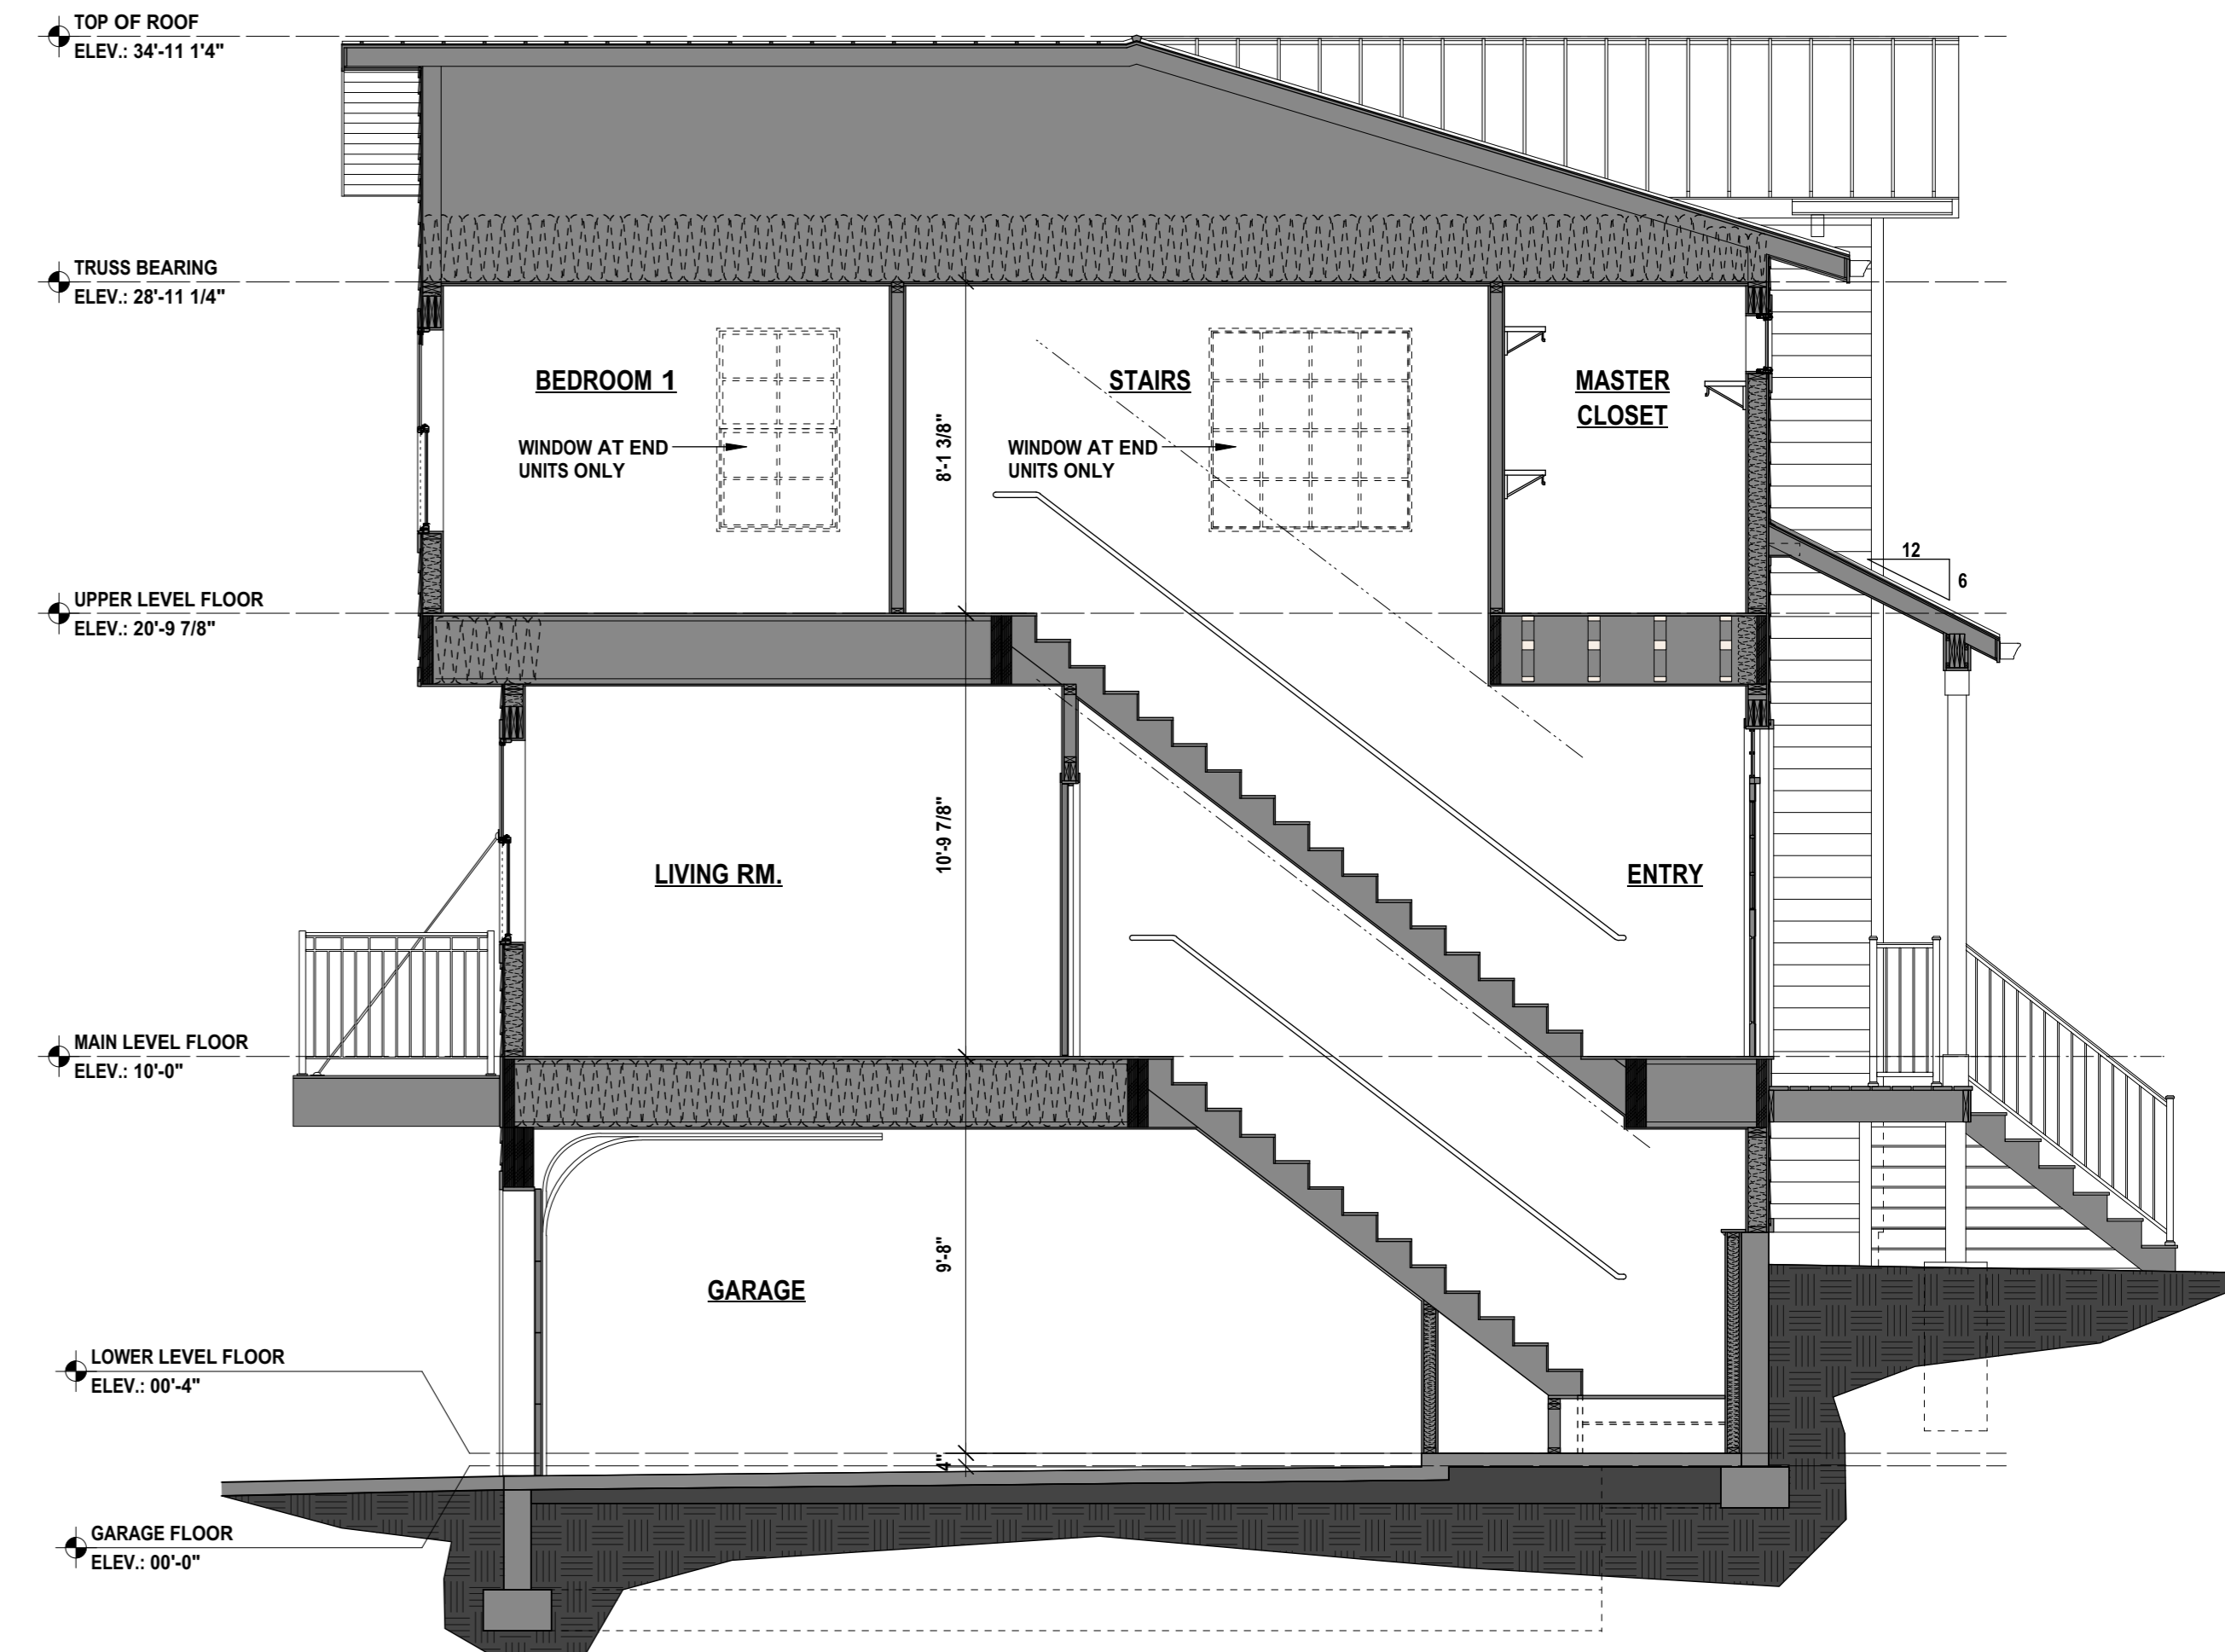 TOP OF ROOF
ELEV.: 34'-11 1'4"
TRUSS BEARING
ELEV.: 28'-11 1/4"
BEDROOM 1
STAIRS
MASTER
CLOSET
WINDOW AT END
UNITS ONLY
8'-1 3/8"
WINDOW AT END
UNITS ONLY
12
6
UPPER LEVEL FLOOR
ELEV.: 20'-9 7/8"
10'-9 7/8"
LIVING RM.
ENTRY
MAIN LEVEL FLOOR
ELEV.: 10'-0"
9'-8"
GARAGE
LOWER LEVEL FLOOR
ELEV.: 00'-4"
4"
GARAGE FLOOR
ELEV.: 00'-0"